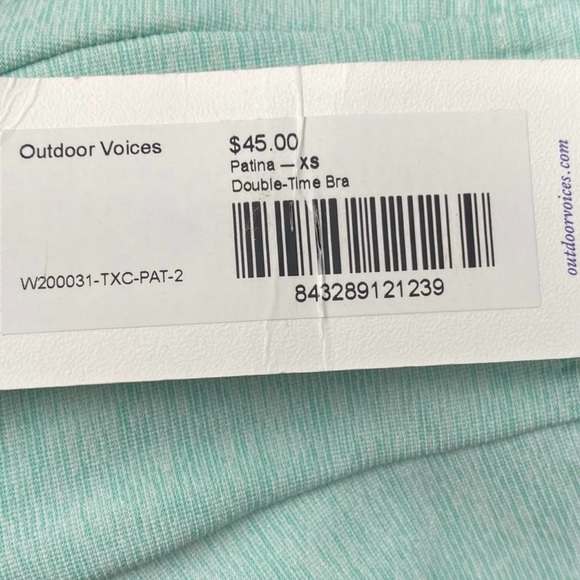 Outdoor Voices
$45.00
Patina — XS
Double-Time Bra
W200031-TXC-PAT-2
843289121239
outdoorvoices.com